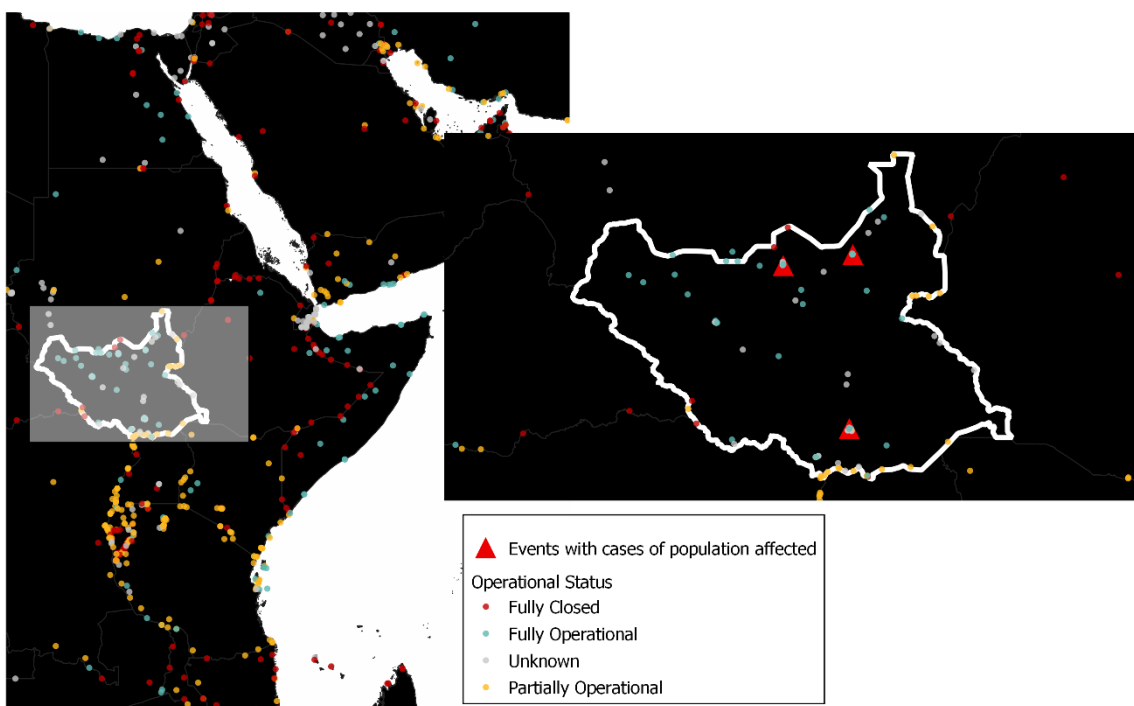 Events with cases of population affected
Operational Status
Fully Closed
Fully Operational
Unknown
Partially Operational